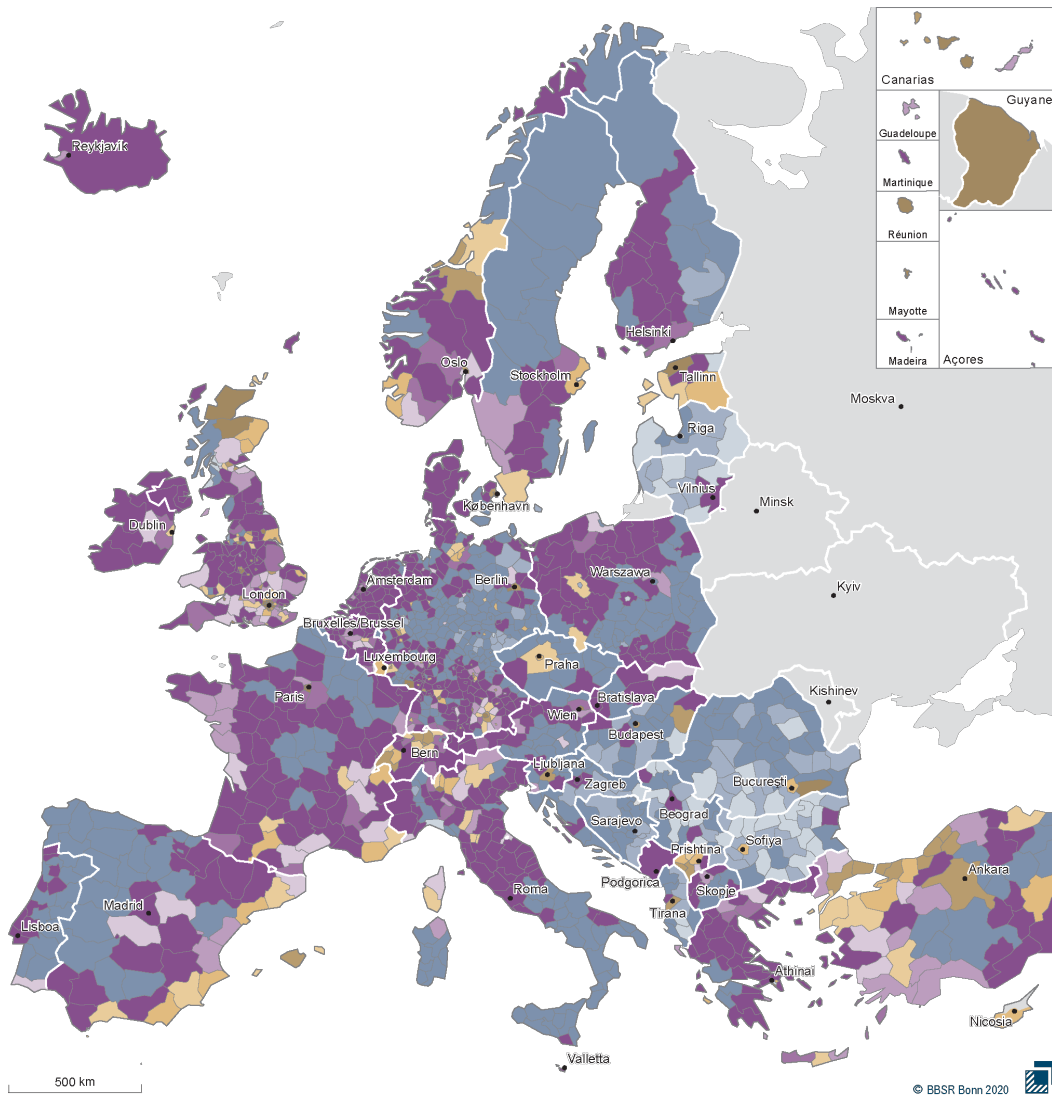 Canarias
Guyane
Guadeloupe
Martinique
Réunion
Mayotte
Madeira
Açores
Reykjavík
Helsinki
Oslo
Stockholm
Tallinn
Moskva
Riga
København
Vilnius
Minsk
Dublin
Amsterdam
Berlin
Warszawa
Kyiv
London
Bruxelles/Brussel
Luxembourg
Praha
Paris
Kishinev
Bratislava
Wien
Budapest
Bern
Ljubljana
Zagreb
Bucuresti
Beograd
Sarajevo
Sofiya
Prishtina
Podgorica
Skopje
Ankara
Roma
Madrid
Tirana
Lisboa
Athinai
Nicosia
Valletta
500 km
© BBSR Bonn 2020